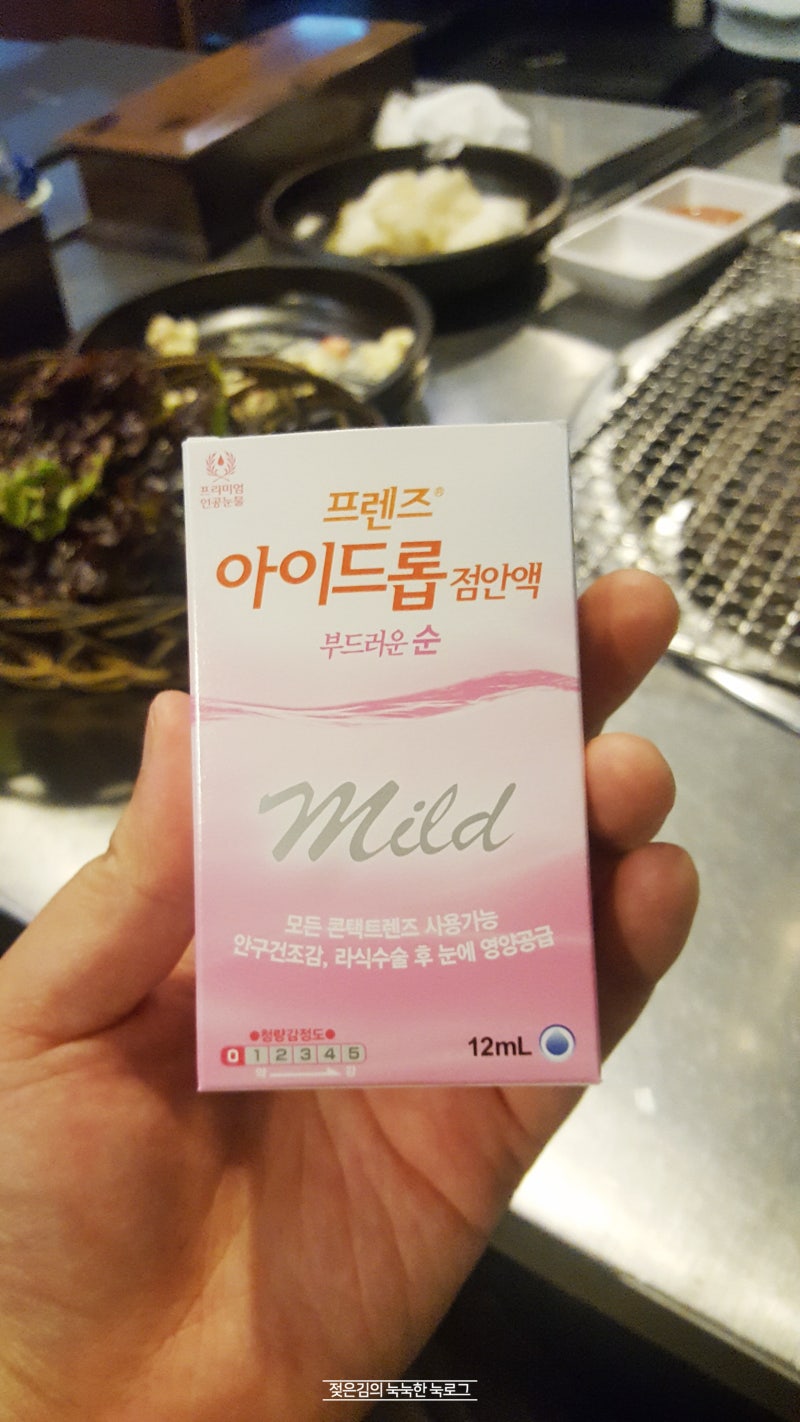 프리미엄
인공눈물
프렌즈®
아이드롭 점안액
부드러운 순
Mild
모든 콘택트렌즈 사용가능
안구건조감, 라식수술 후 눈에 영양공급
●청량감정도●
0 1 2 3 4 5
약 강
12mL
젖은김의 눅눅한 눅로그